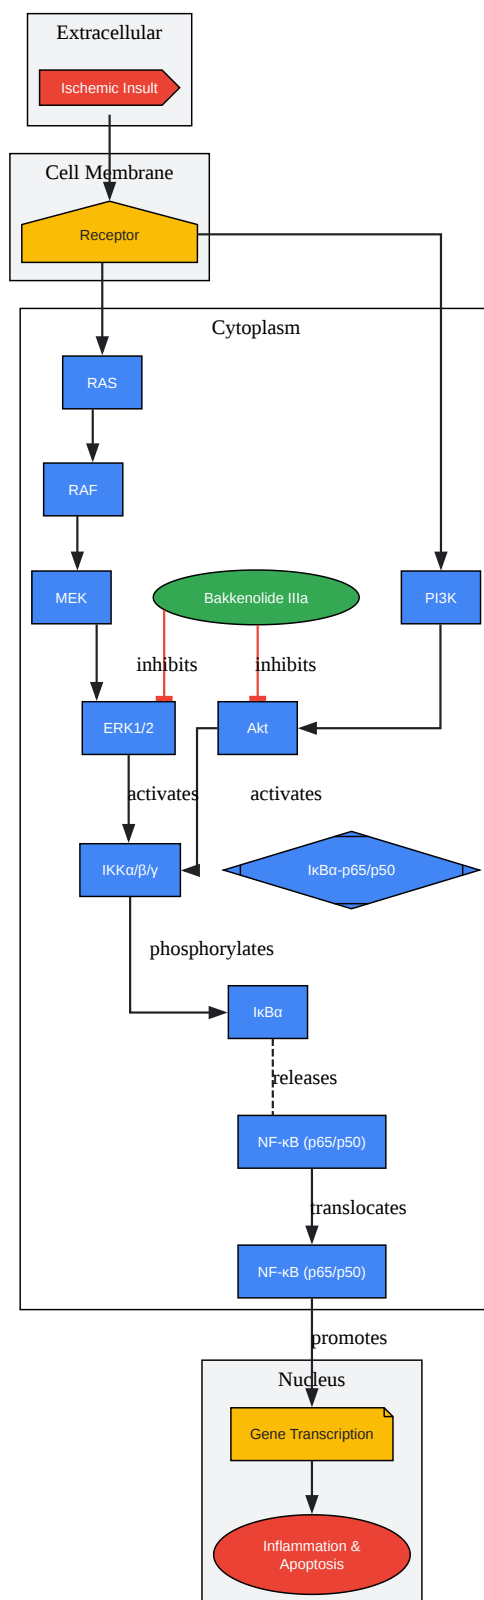 Extracellular
Ischemic Insult
Cell Membrane
Receptor
Cytoplasm
RAS
RAF
MEK
Bakkenolide IIIa
PI3K
inhibits
inhibits
ERK1/2
Akt
activates
activates
IKKα/β/γ
IκBα-p65/p50
phosphorylates
IκBα
releases
NF-κB (p65/p50)
translocates
NF-κB (p65/p50)
promotes
Nucleus
Gene Transcription
Inflammation &
Apoptosis